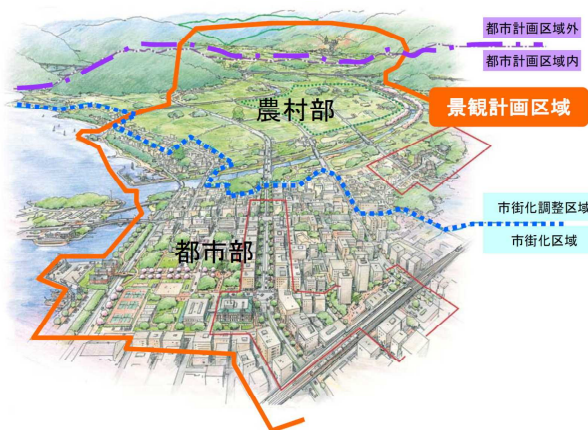 都市計画区域外
都市計画区域内
景観計画区域
農村部
市街化調整区域
市街化区域
都市部